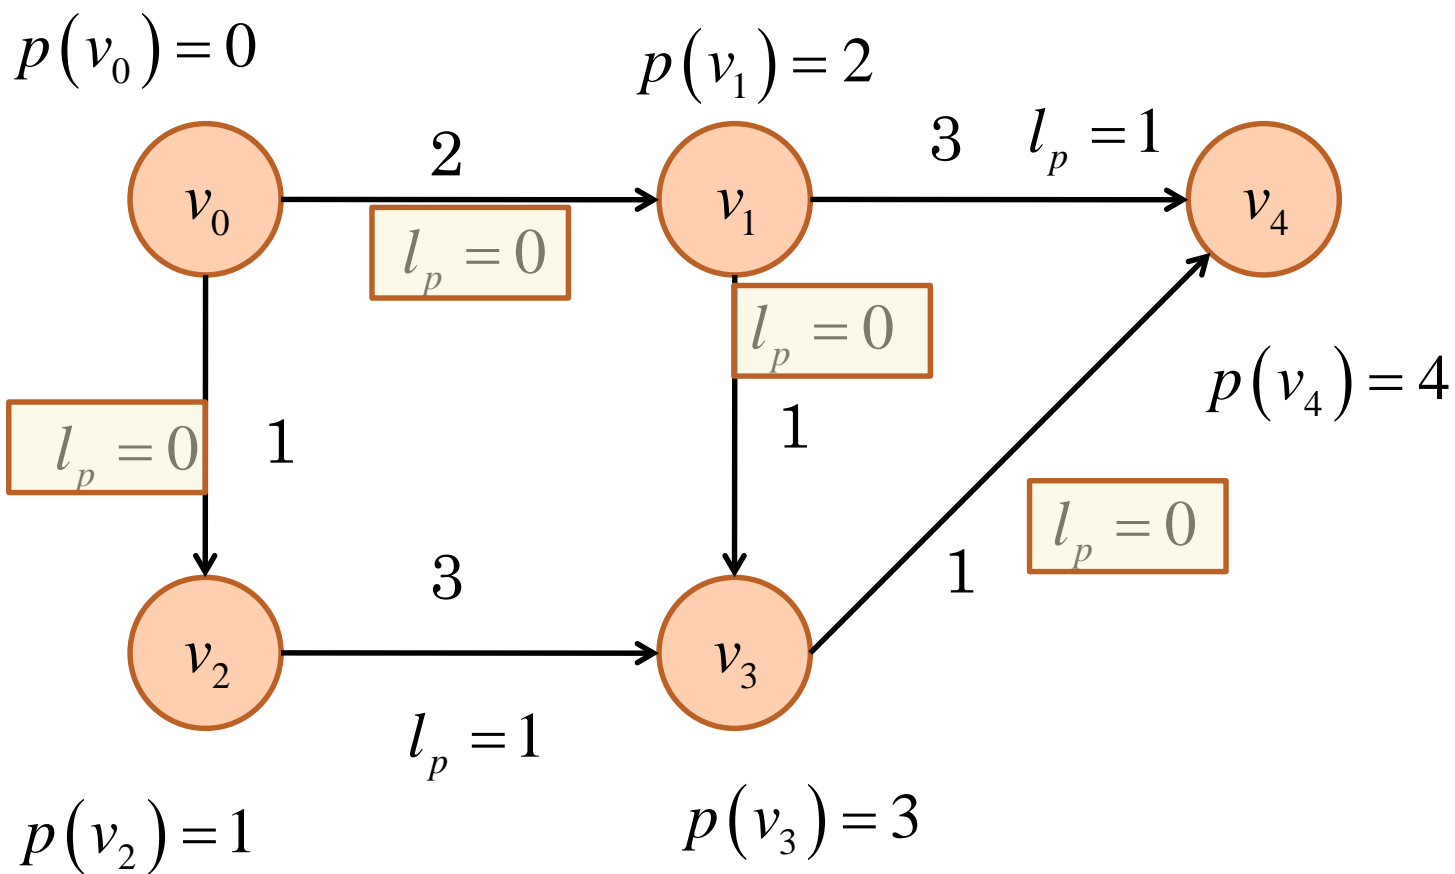 p(v₀) = 0
p(v₁) = 2
2
3
lₚ = 1
v₀
v₁
v₄
lₚ = 0
lₚ = 0
p(v₄) = 4
lₚ = 0
1
1
lₚ = 0
3
1
v₂
v₃
lₚ = 1
p(v₂) = 1
p(v₃) = 3